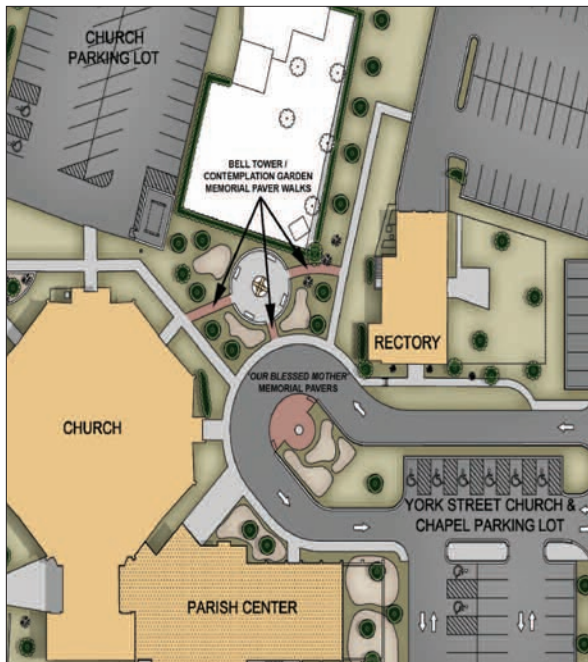 CHURCH
PARKING LOT
BELL TOWER /
CONTEMPLATION GARDEN
MEMORIAL PAVER WALKS
RECTORY
"OUR BLESSED MOTHER"
MEMORIAL PAVERS
CHURCH
YORK STREET CHURCH &
CHAPEL PARKING LOT
PARISH CENTER